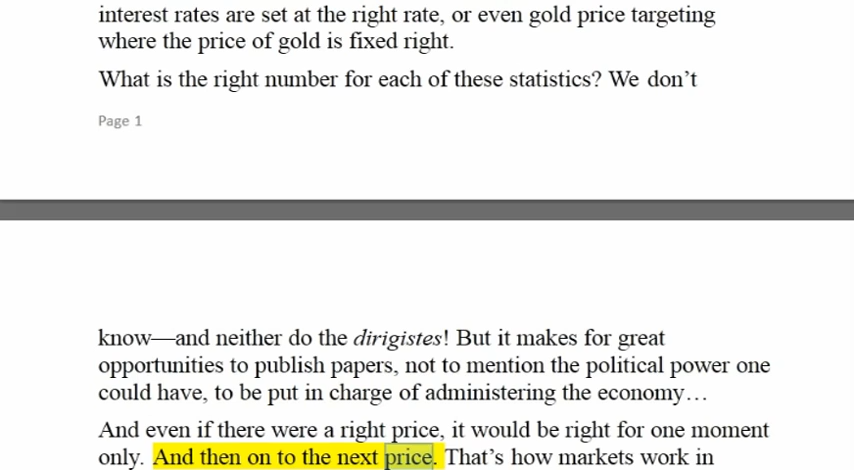 interest rates are set at the right rate, or even gold price targeting
where the price of gold is fixed right.
What is the right number for each of these statistics? We don’t
Page 1
know—and neither do the dirigistes! But it makes for great
opportunities to publish papers, not to mention the political power one
could have, to be put in charge of administering the economy…
And even if there were a right price, it would be right for one moment
only. And then on to the next price. That’s how markets work in